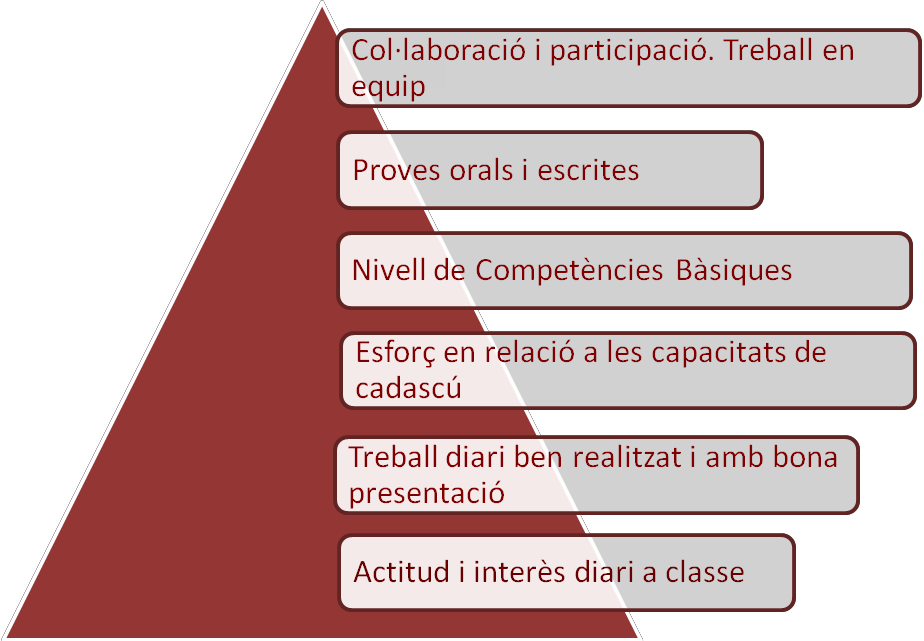 Col·laboració i participació. Treball en
equip
Proves orals i escrites
Nivell de Competències Bàsiques
Esforç en relació a les capacitats de
cadascú
Treball diari ben realitzat i amb bona
presentació
Actitud i interès diari a classe